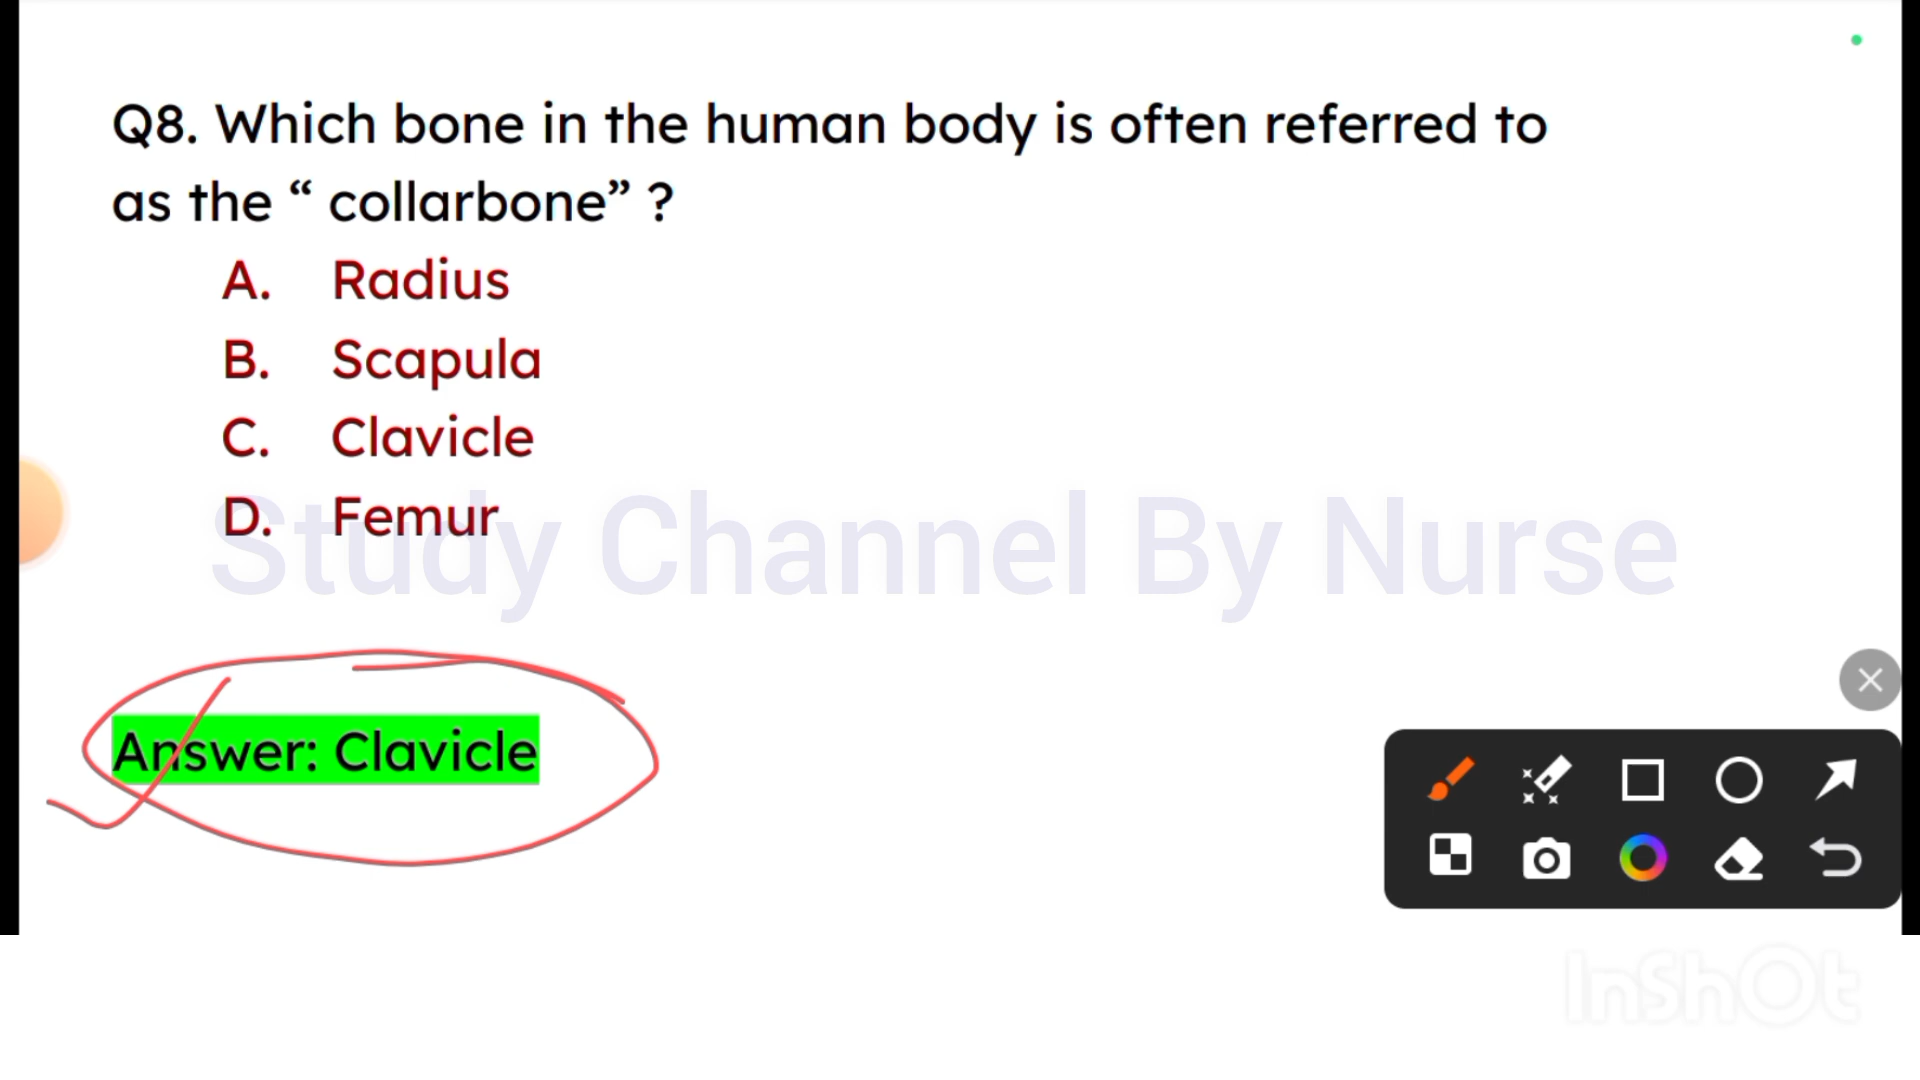 Q8. Which bone in the human body is often referred to
as the “ collarbone” ?
A. Radius
B. Scapula
C. Clavicle
D. Femur
Study Channel By Nurse
Answer: Clavicle
InShOt